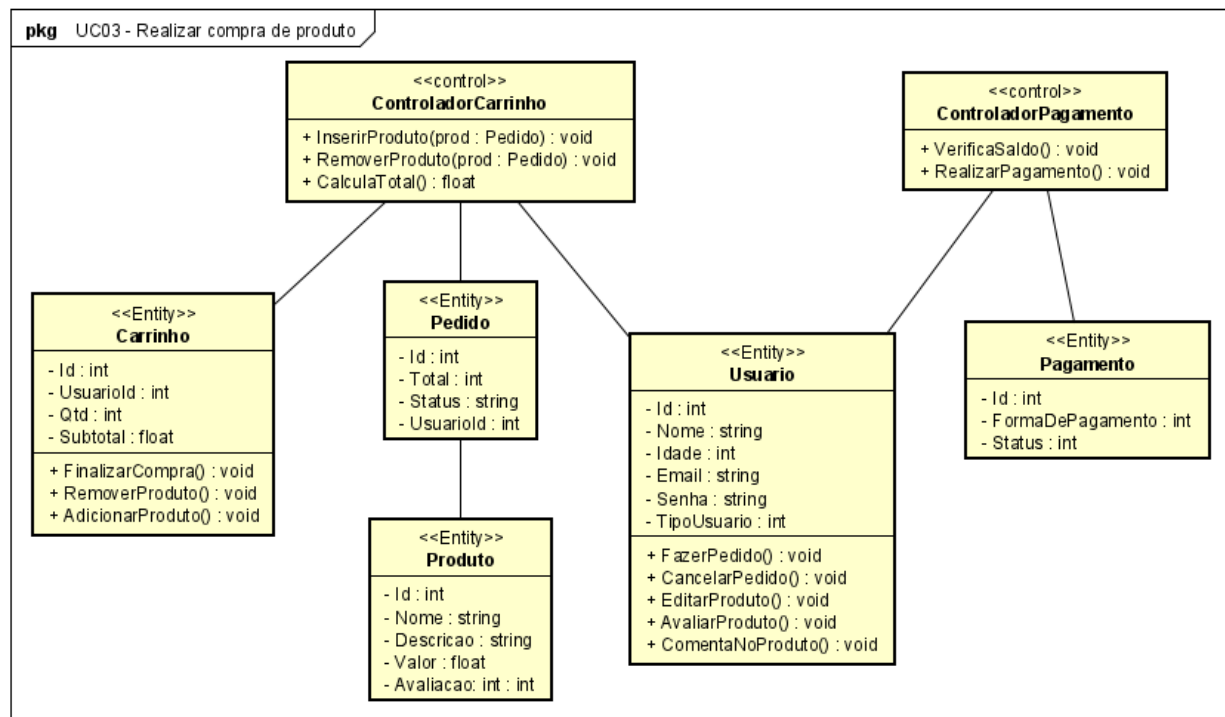 pkg UC03 - Realizar compra de produto
<<control>>
ControladorCarrinho
+ InserirProduto(prod : Pedido) : void
+ RemoverProduto(prod : Pedido) : void
+ CalculaTotal() : float
<<control>>
ControladorPagamento
+ VerificaSaldo() : void
+ RealizarPagamento() : void
<<Entity>>
Carrinho
- Id : int
- UsuarioId : int
- Qtd : int
- Subtotal : float
+ FinalizarCompra() : void
+ RemoverProduto() : void
+ AdicionarProduto() : void
<<Entity>>
Pedido
- Id : int
- Total : int
- Status : string
- UsuarioId : int
<<Entity>>
Produto
- Id : int
- Nome : string
- Descricao : string
- Valor : float
- Avaliacao: int : int
<<Entity>>
Usuario
- Id : int
- Nome : string
- Idade : int
- Email : string
- Senha : string
- TipoUsuario : int
+ FazerPedido() : void
+ CancelarPedido() : void
+ EditarProduto() : void
+ AvaliarProduto() : void
+ ComentaNoProduto() : void
<<Entity>>
Pagamento
- Id : int
- FormaDePagamento : int
- Status : int